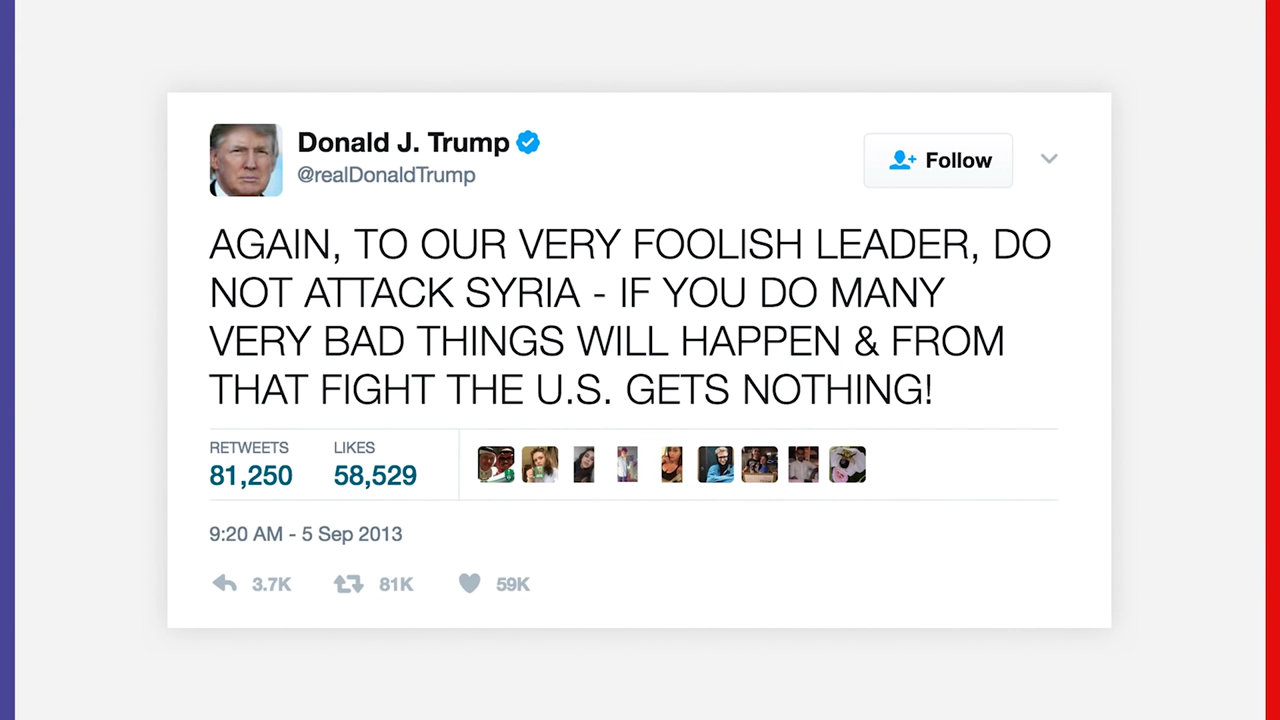 Donald J. Trump
@realDonaldTrump
Follow
AGAIN, TO OUR VERY FOOLISH LEADER, DO
NOT ATTACK SYRIA - IF YOU DO MANY
VERY BAD THINGS WILL HAPPEN & FROM
THAT FIGHT THE U.S. GETS NOTHING!
RETWEETS LIKES
81,250 58,529
9:20 AM - 5 Sep 2013
3.7K 81K 59K